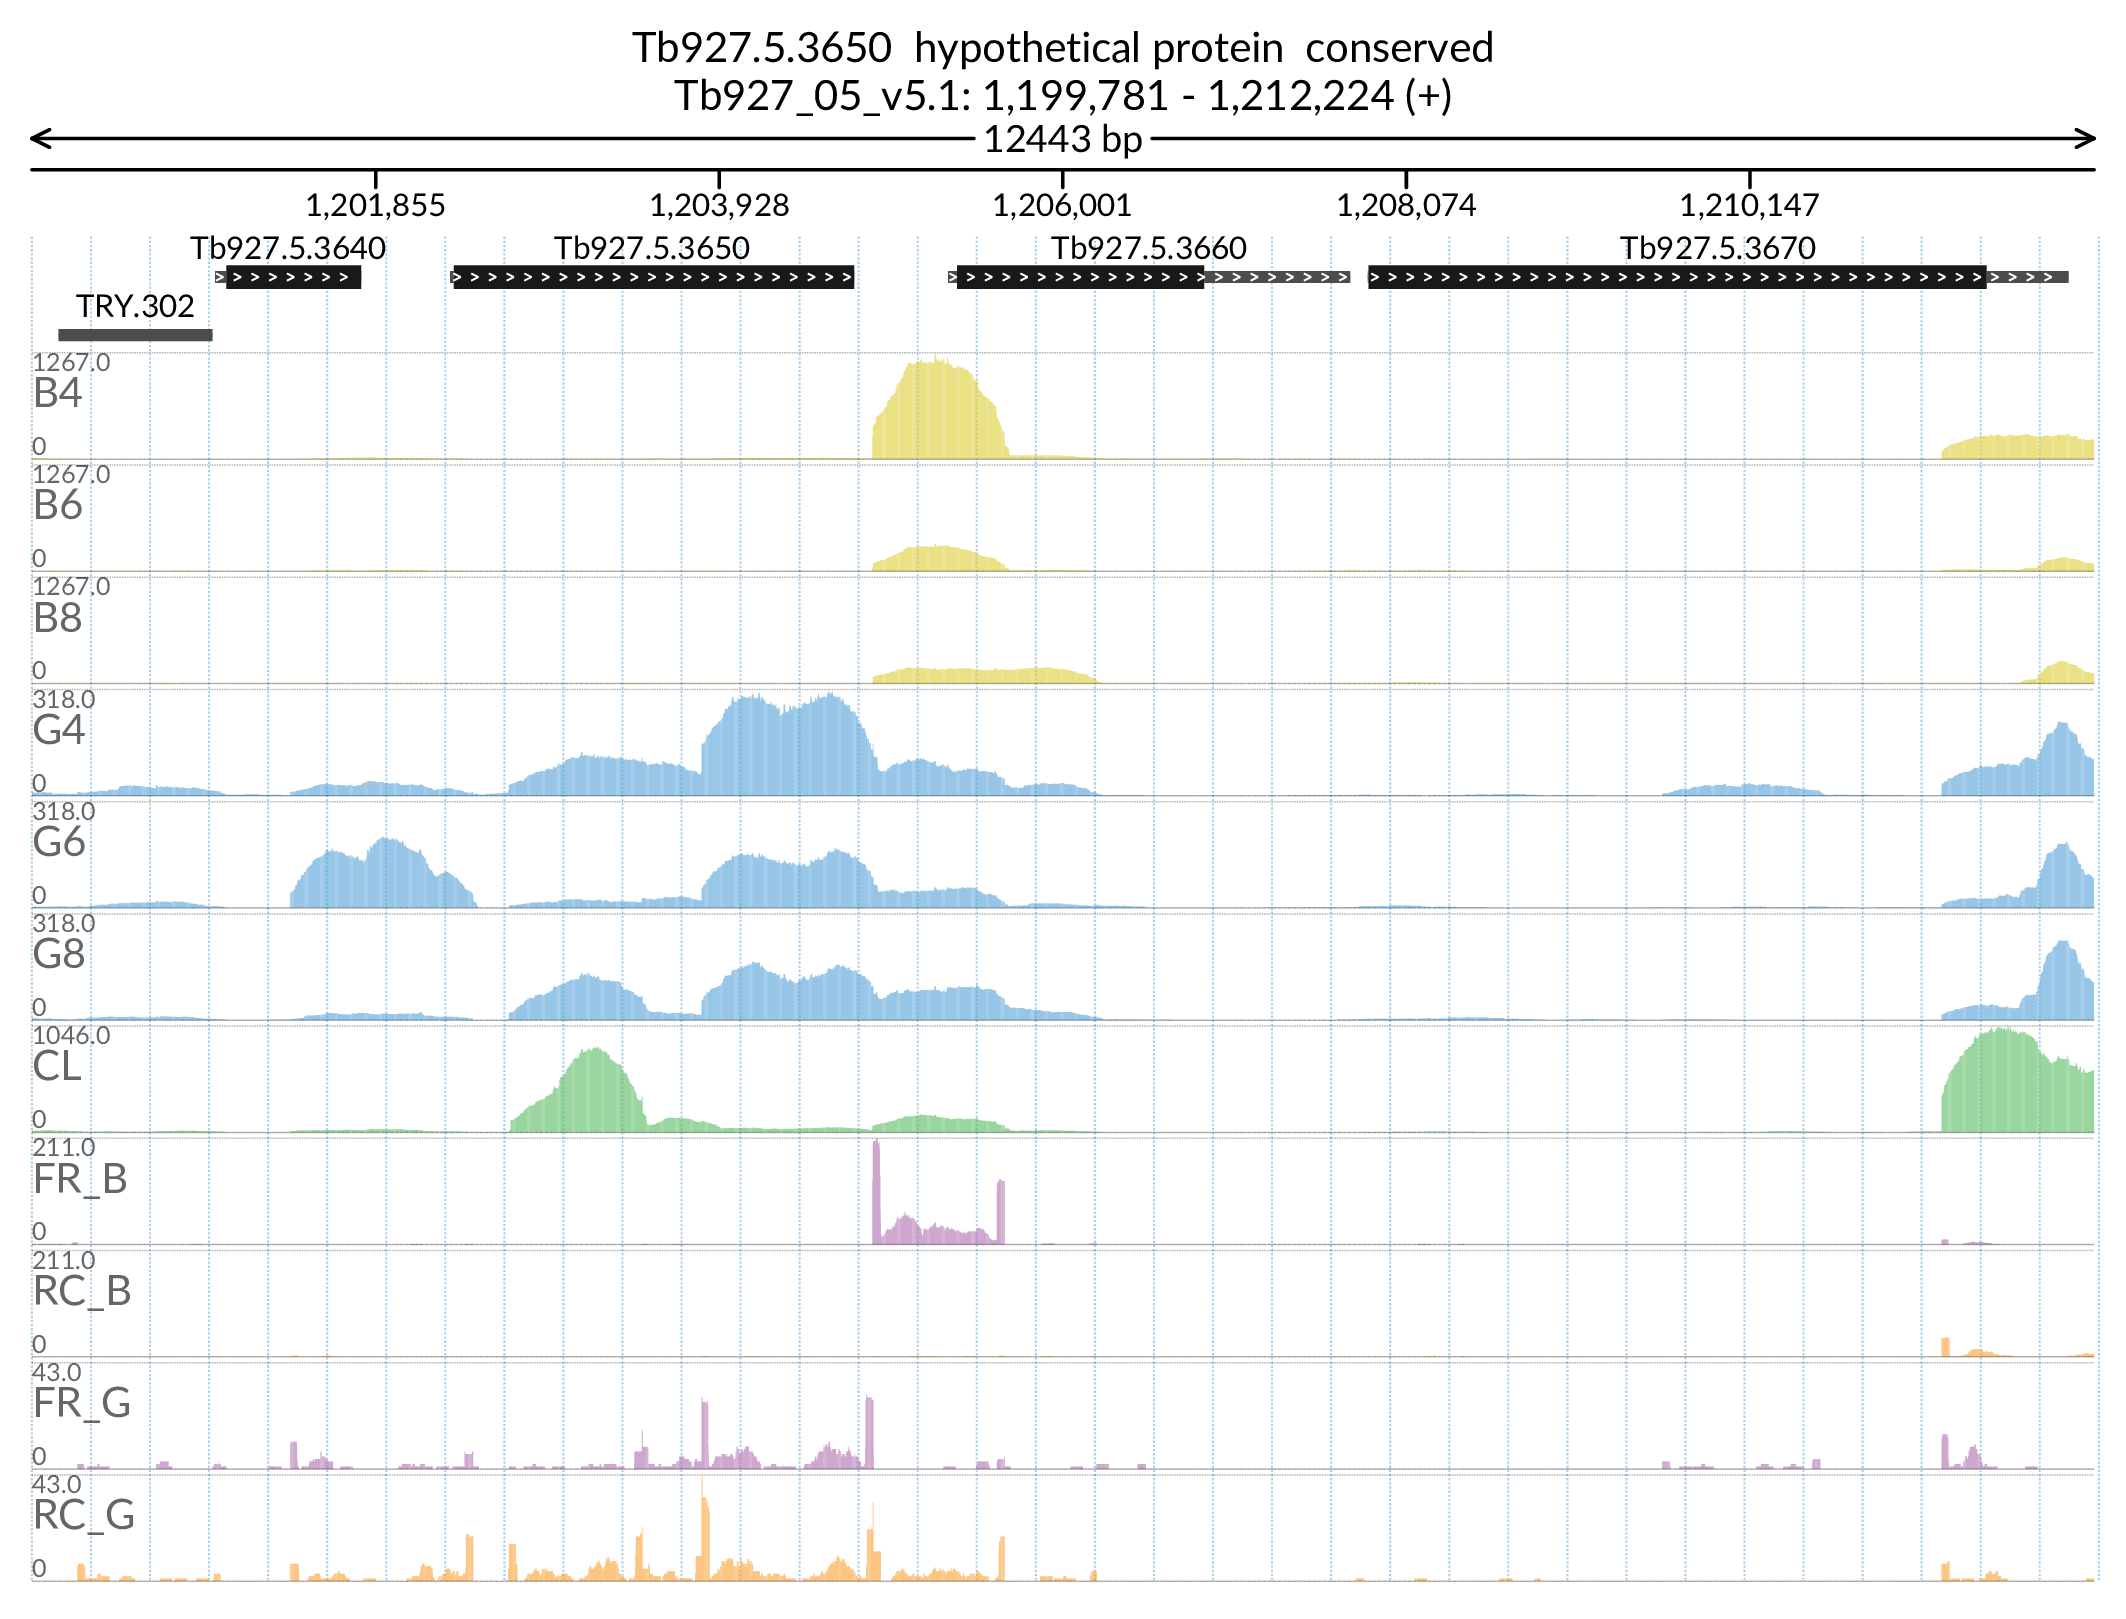 Tb927.5.3650  hypothetical protein  conserved
Tb927_05_v5.1: 1,199,781 - 1,212,224 (+)
12443 bp
1,201,855 1,203,928 1,206,001 1,208,074 1,210,147
Tb927.5.3640 Tb927.5.3650 Tb927.5.3660 Tb927.5.3670
TRY.302
1267.0
B4
0
1267.0
B6
0
1267.0
B8
0
318.0
G4
0
318.0
G6
0
318.0
G8
0
1046.0
CL
0
211.0
FR_B
0
211.0
RC_B
0
43.0
FR_G
0
43.0
RC_G
0